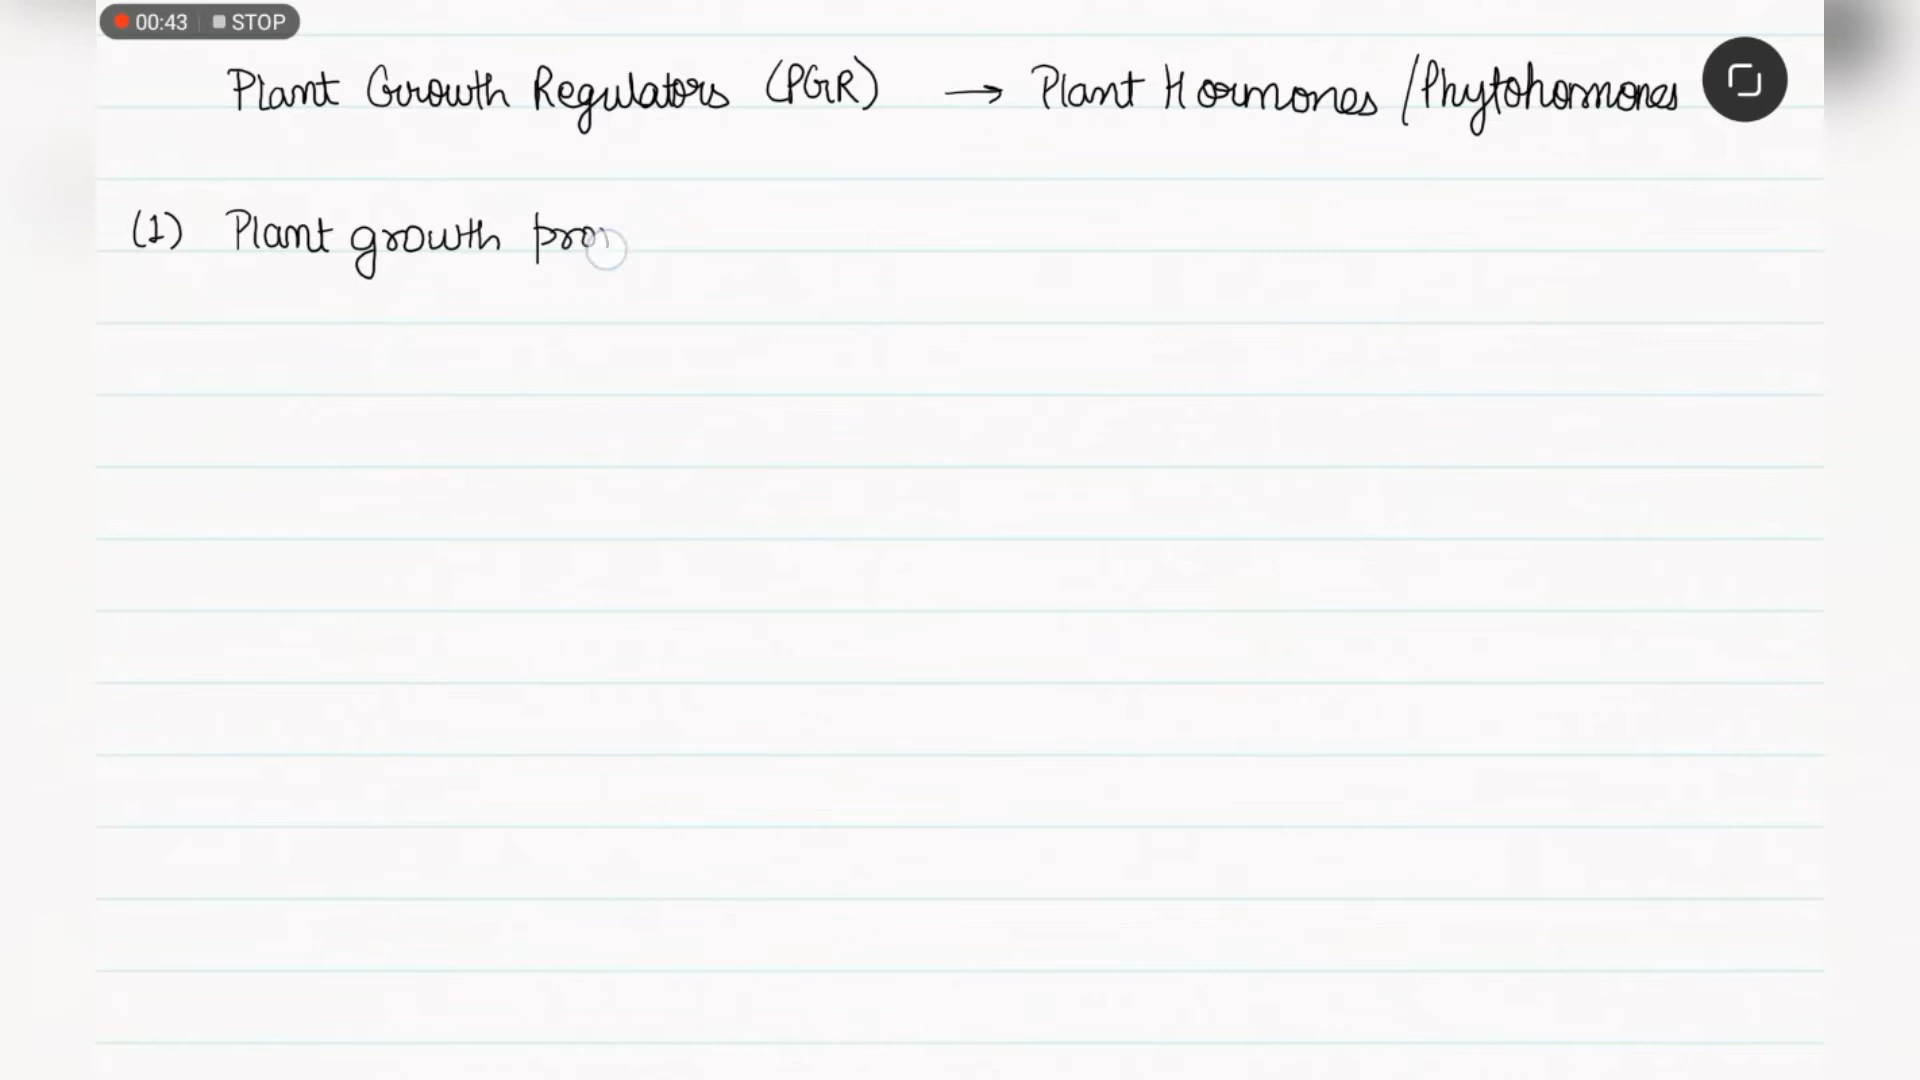 00:43 STOP
Plant Growth Regulators (PGR) → Plant Hormones /Phytohormones
(1) Plant growth pro